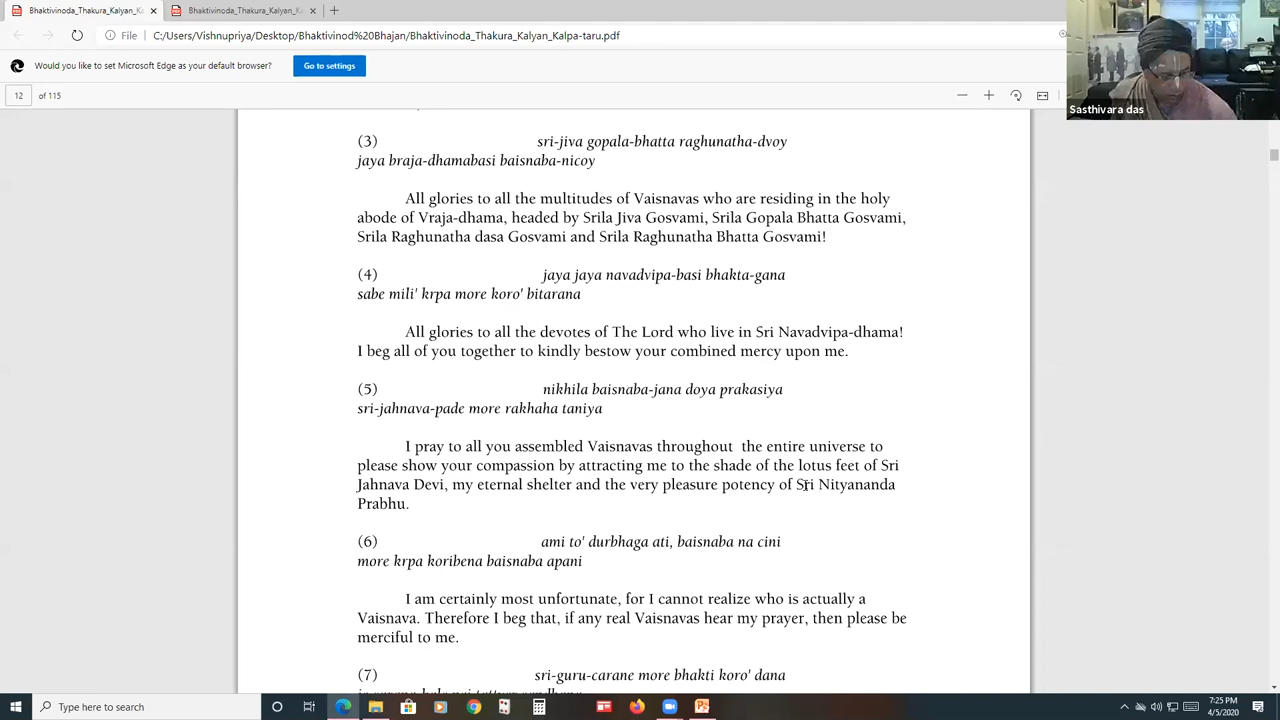 Bhaktivinoda_Thakura_Kalyan_Ka
Bhaktivinoda_Thakura_Kalyan_Kal
File
C:/Users/Vishnupriya/Desktop/Bhaktivinod%20Bhajan/Bhaktivinoda_Thakura_Kalyan_Kalpa-taru.pdf
Would you like to set Microsoft Edge as your default browser?
Go to settings
12 of 115
Sasthivara das
(3) sri-jiva gopala-bhatta raghunatha-dvoy
jaya braja-dhamabasi baisnaba-nicoy
All glories to all the multitudes of Vaisnavas who are residing in the holy
abode of Vraja-dhama, headed by Srila Jiva Gosvami, Srila Gopala Bhatta Gosvami,
Srila Raghunatha dasa Gosvami and Srila Raghunatha Bhatta Gosvami!
(4) jaya jaya navadvipa-basi bhakta-gana
sabe mili' krpa more koro' bitarana
All glories to all the devotes of The Lord who live in Sri Navadvipa-dhama!
I beg all of you together to kindly bestow your combined mercy upon me.
(5) nikhila baisnaba-jana doya prakasiya
sri-jahnava-pade more rakhaha taniya
I pray to all you assembled Vaisnavas throughout the entire universe to
please show your compassion by attracting me to the shade of the lotus feet of Sri
Jahnava Devi, my eternal shelter and the very pleasure potency of Sri Nityananda
Prabhu.
(6) ami to' durbhaga ati, baisnaba na cini
more krpa koribena baisnaba apani
I am certainly most unfortunate, for I cannot realize who is actually a
Vaisnava. Therefore I beg that, if any real Vaisnavas hear my prayer, then please be
merciful to me.
(7) sri-guru-carane more bhakti koro' dana
Type here to search
7:25 PM
4/5/2020